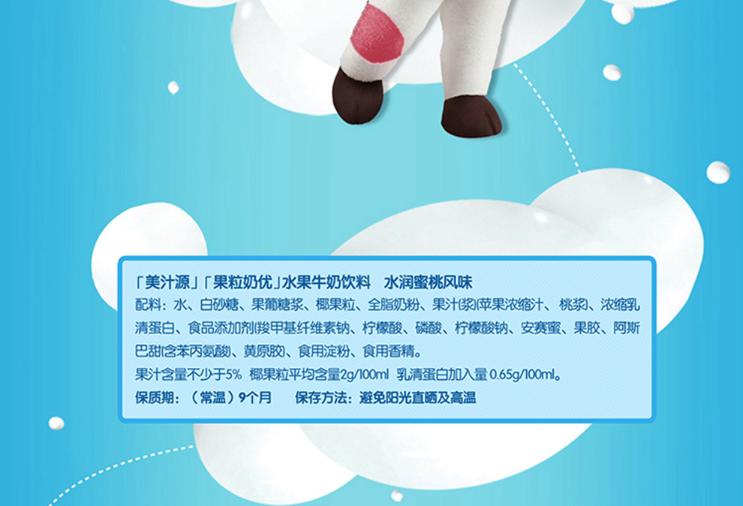 「美汁源」「果粒奶优」水果牛奶饮料 水润蜜桃风味
配料：水、白砂糖、果葡糖浆、椰果粒、全脂奶粉、果汁(浆)(苹果浓缩汁、桃浆)、浓缩乳
清蛋白、食品添加剂(羧甲基纤维素钠、柠檬酸、磷酸、柠檬酸钠、安赛蜜、果胶、阿斯
巴甜(含苯丙氨酸)、黄原胶)、食用淀粉、食用香精。
果汁含量不少于5% 椰果粒平均含量2g/100ml 乳清蛋白加入量0.65g/100ml。
保质期：（常温）9个月 保存方法：避免阳光直晒及高温